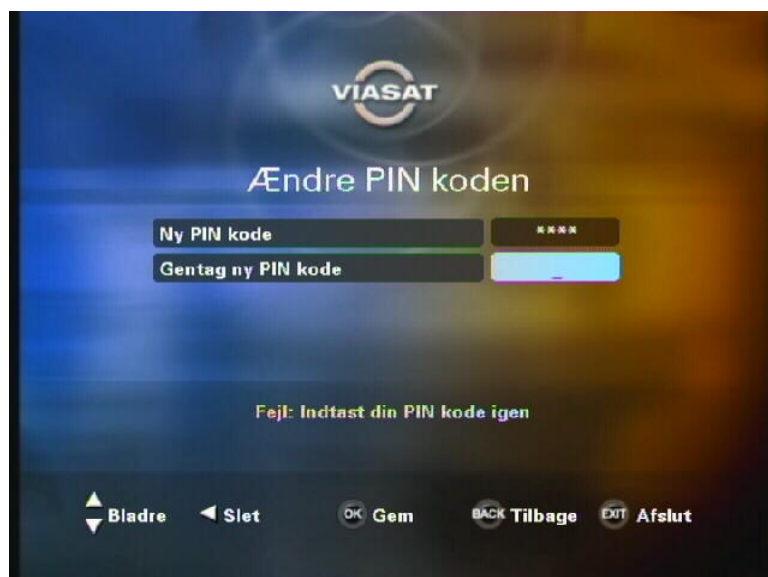 VIASAT
Ændre PIN koden
Ny PIN kode ****
Gentag ny PIN kode _
Fejl: Indtast din PIN kode igen
Bladre Slet OK Gem BACK Tilbage EXIT Afslut